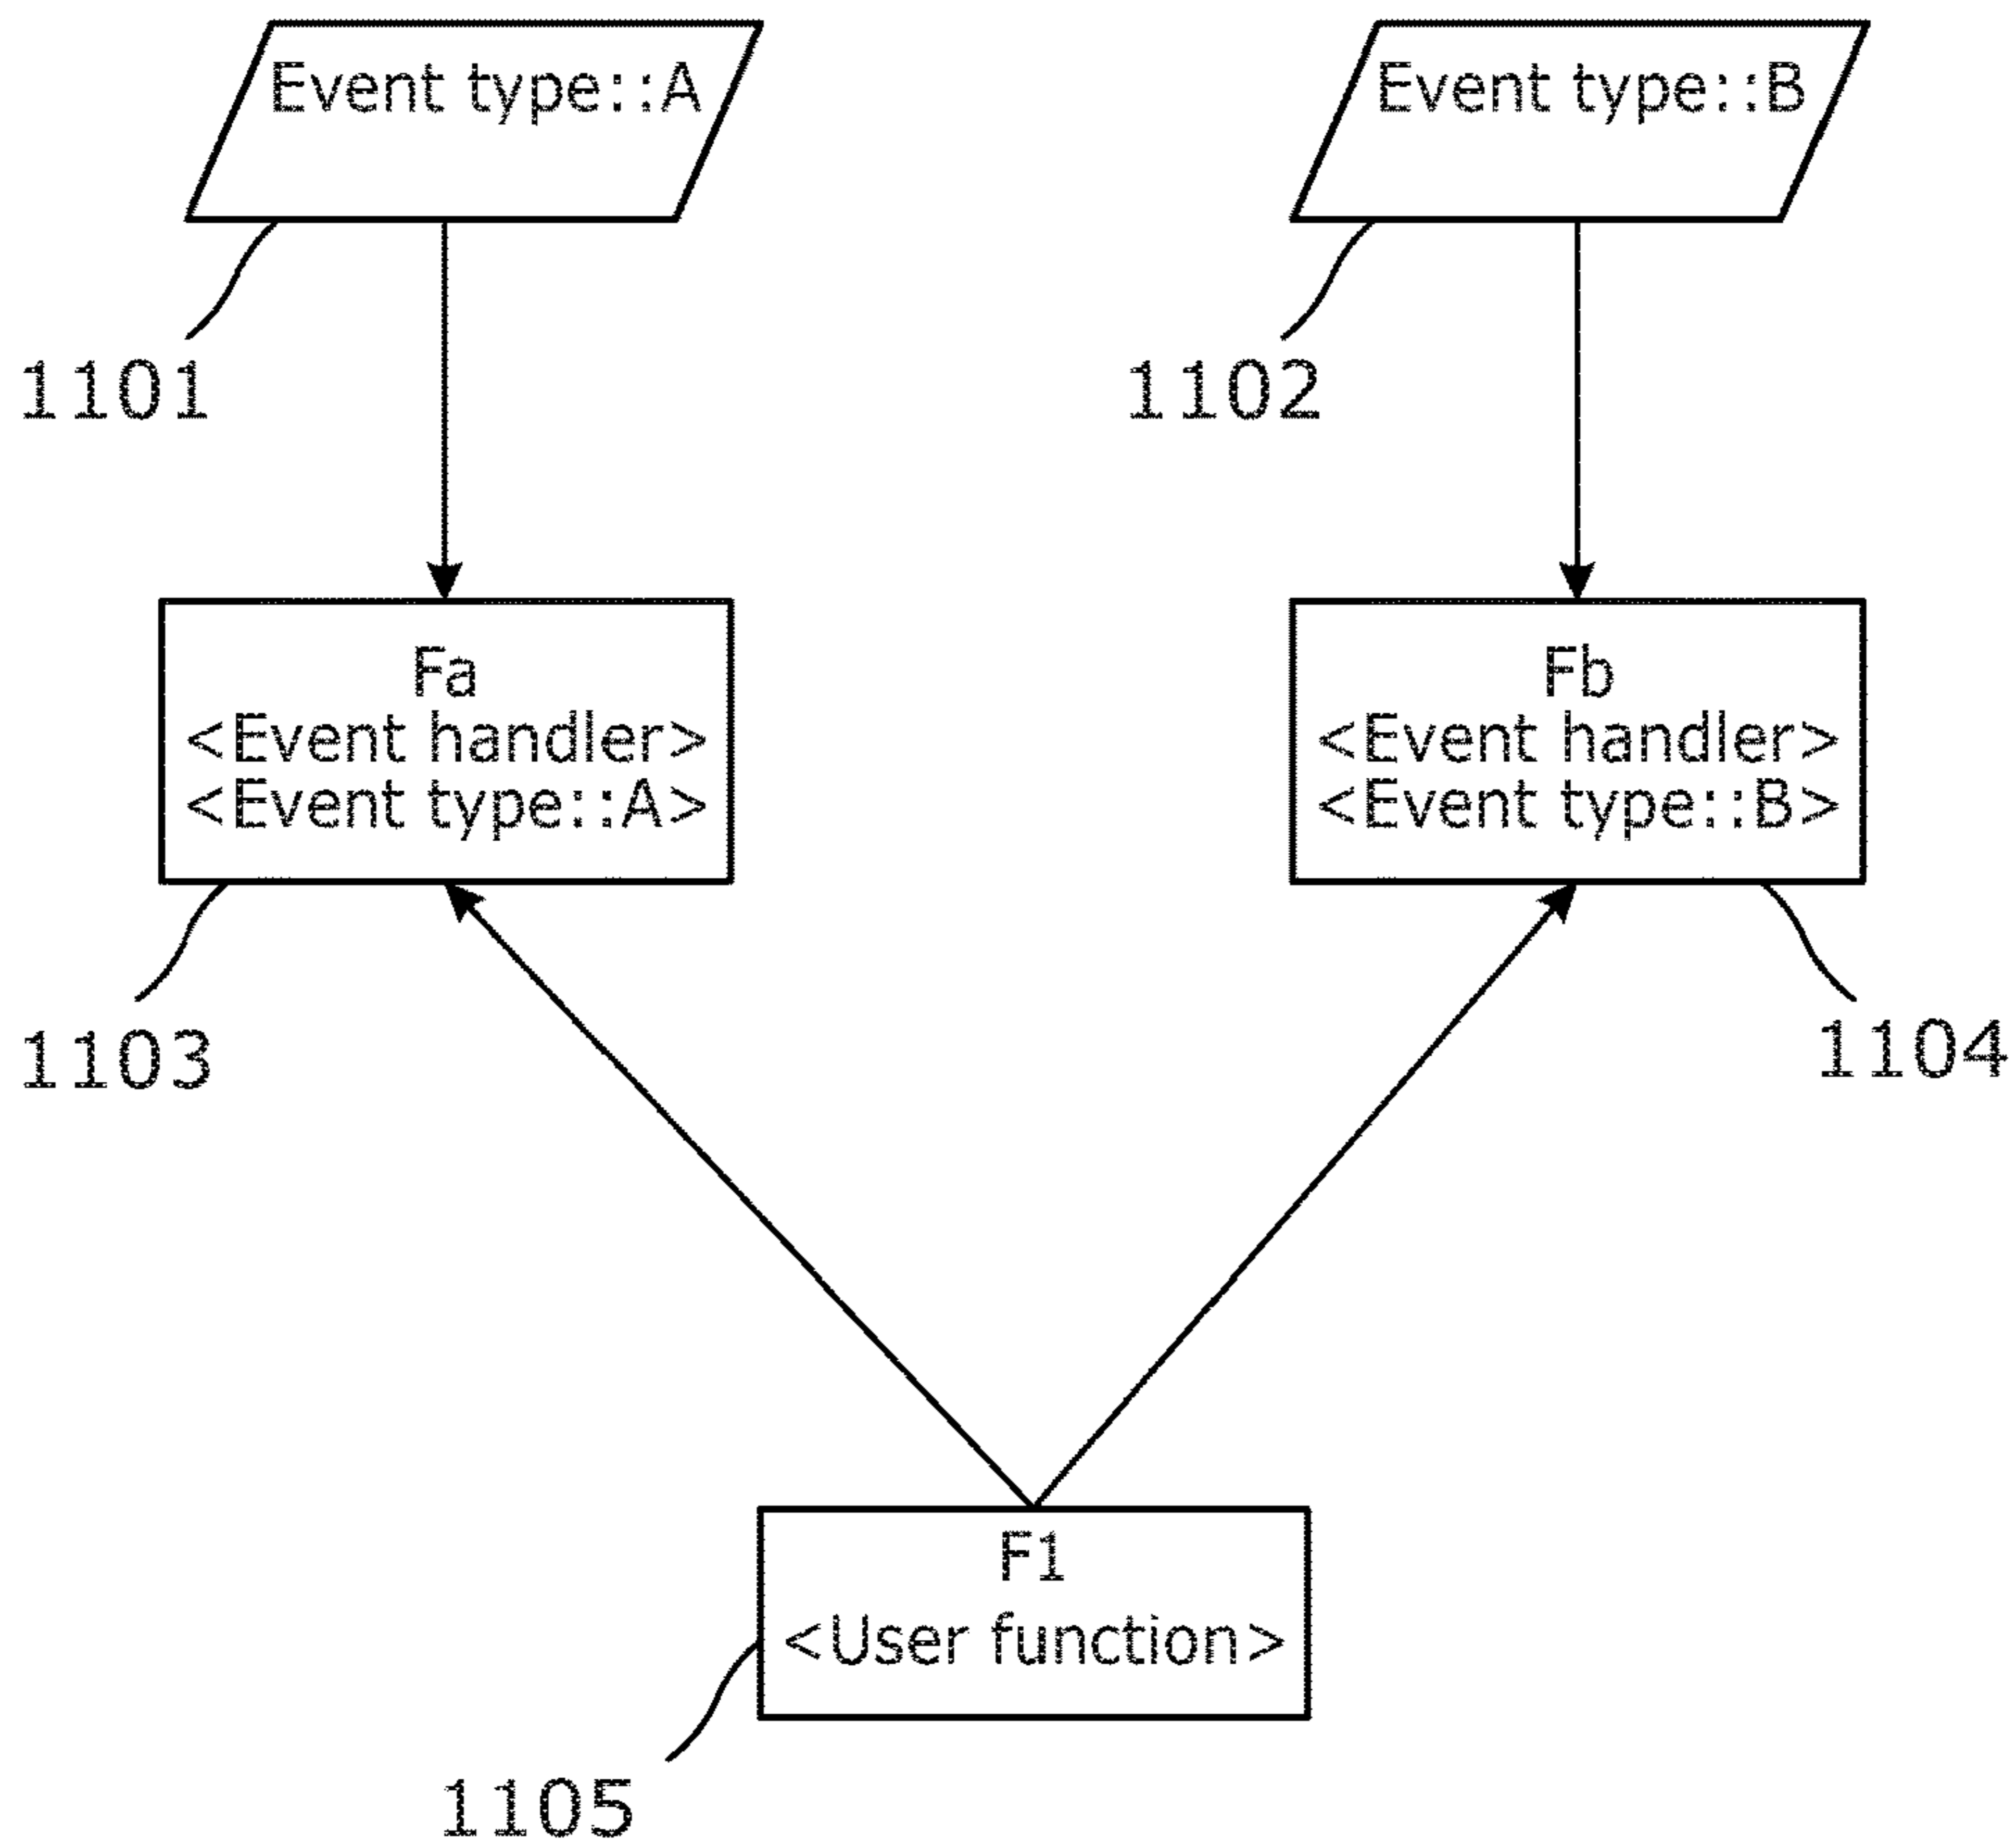 Event type::A
Event type::B
1101
1102
Fa
<Event handler>
<Event type::A>
Fb
<Event handler>
<Event type::B>
1103
1104
F1
<User function>
1105